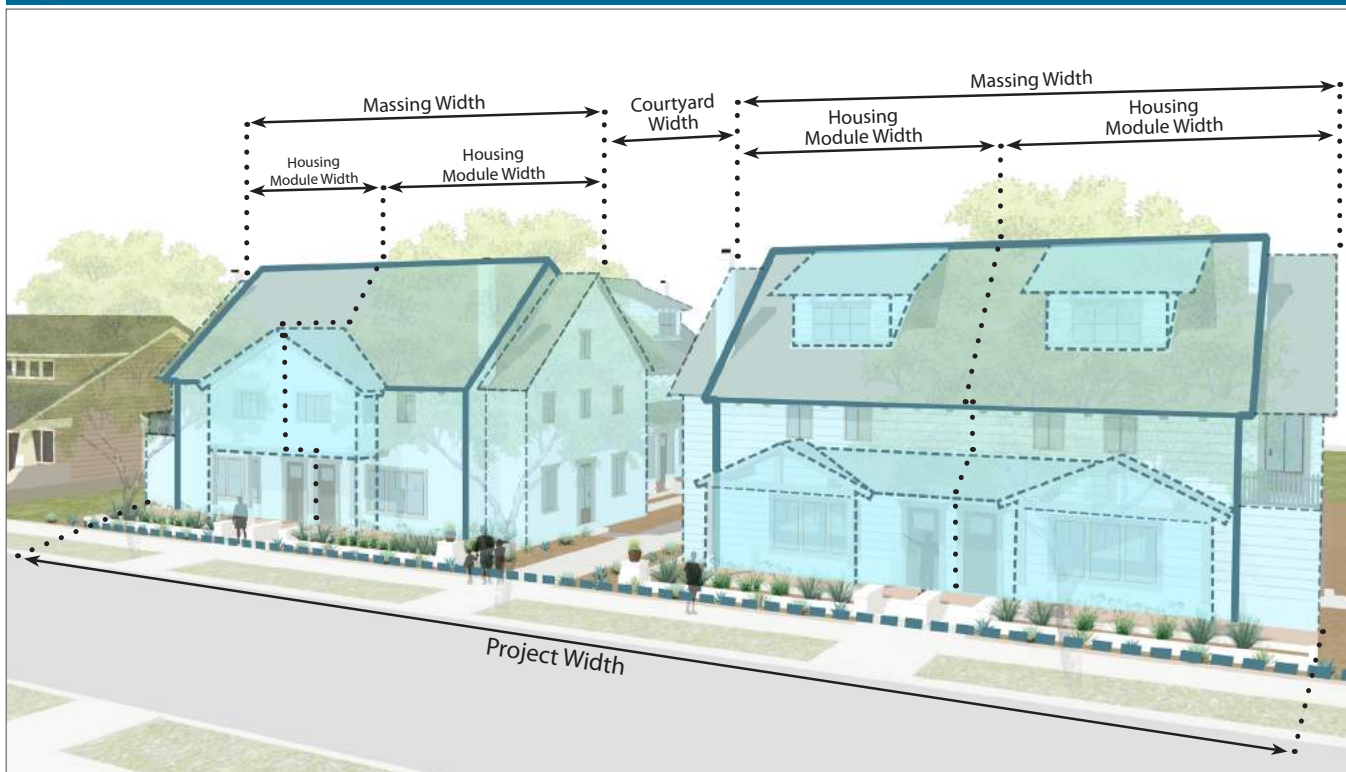 Massing Width
Massing Width
Courtyard
Width
Housing
Module Width
Housing
Module Width
Housing
Module Width
Housing
Module Width
Project Width